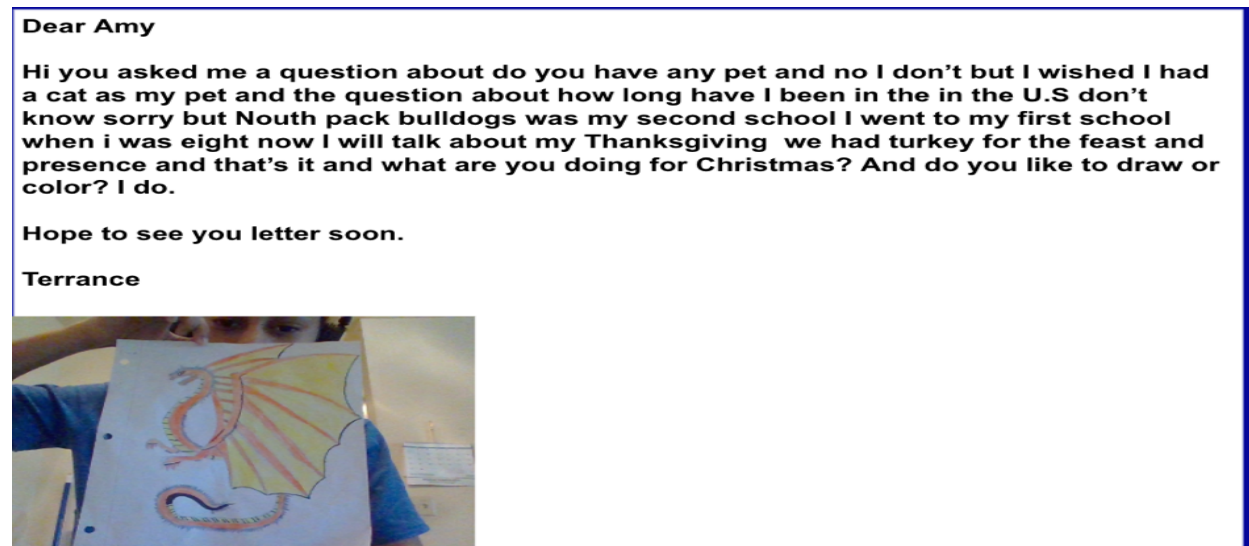 Dear Amy
Hi you asked me a question about do you have any pet and no I don’t but I wished I had
a cat as my pet and the question about how long have I been in the in the U.S don’t
know sorry but Nouth pack bulldogs was my second school I went to my first school
when i was eight now I will talk about my Thanksgiving  we had turkey for the feast and
presence and that’s it and what are you doing for Christmas? And do you like to draw or
color? I do.
Hope to see you letter soon.
Terrance